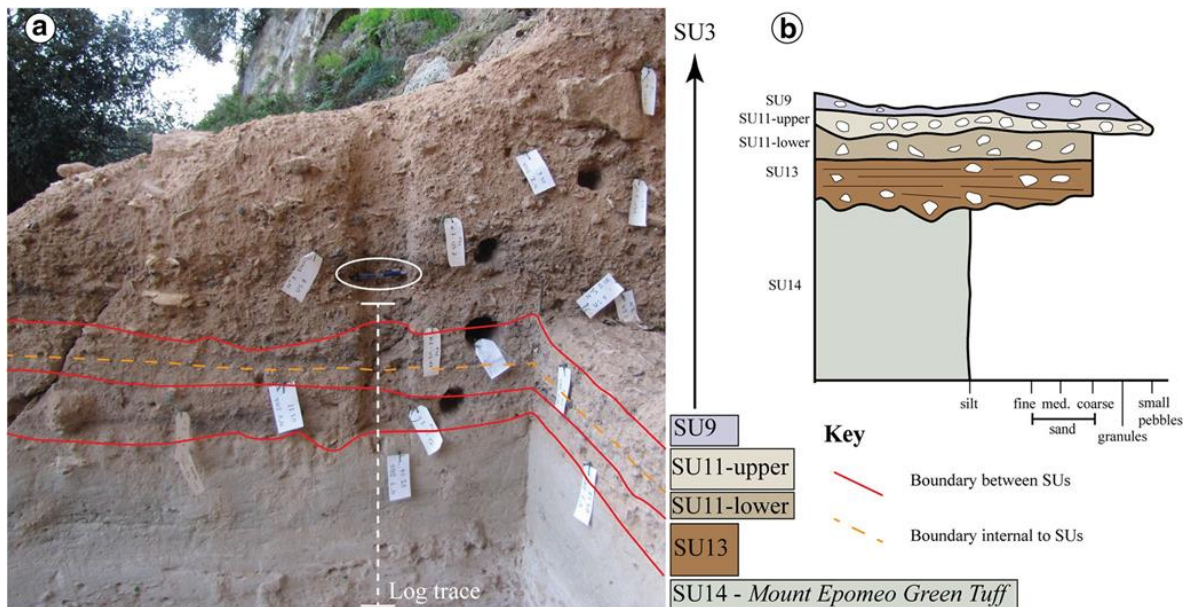 a
Log trace
SU3
SU9
SU11-upper
SU11-lower
SU13
SU14 - Mount Epomeo Green Tuff
b
SU9
SU11-upper
SU11-lower
SU13
SU14
silt
fine med. coarse
sand
granules
small
pebbles
Key
Boundary between SUs
Boundary internal to SUs